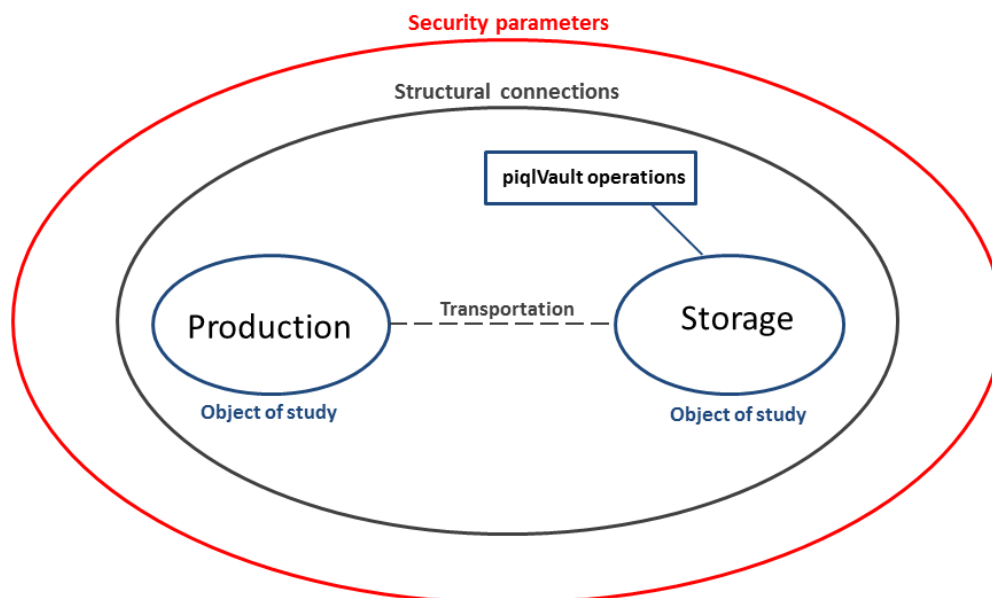 Security parameters
Structural connections
piqlVault operations
Production
Transportation
Storage
Object of study
Object of study